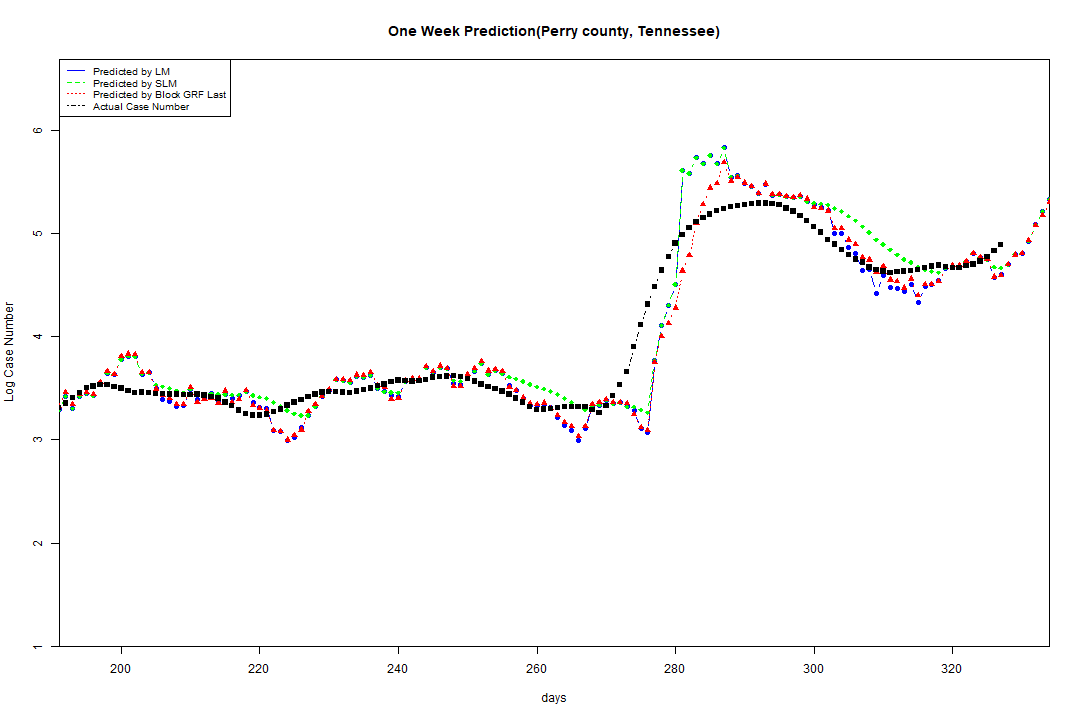 One Week Prediction(Perry county, Tennessee)
Predicted by LM
Predicted by SLM
Predicted by Block GRF Last
Actual Case Number
6
5
4
3
2
1
Log Case Number
200 220 240 260 280 300 320
days